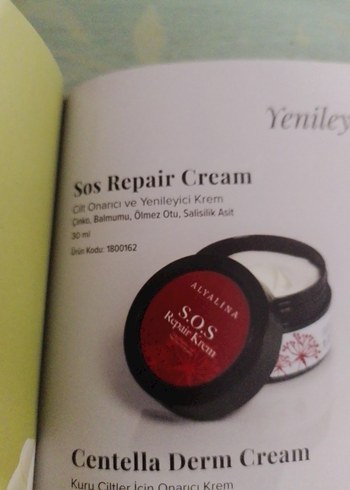 Yeniley
Sos Repair Cream
Cilt Onarıcı ve Yenileyici Krem
Çinko, Balmumu, Ölmez Otu, Salisilik Asit
30 ml
Ürün Kodu: 1800162
ALYALINA
S.O.S
Repair Krem
Centella Derm Cream
Kuru Ciltler İçin Onarıcı Krem